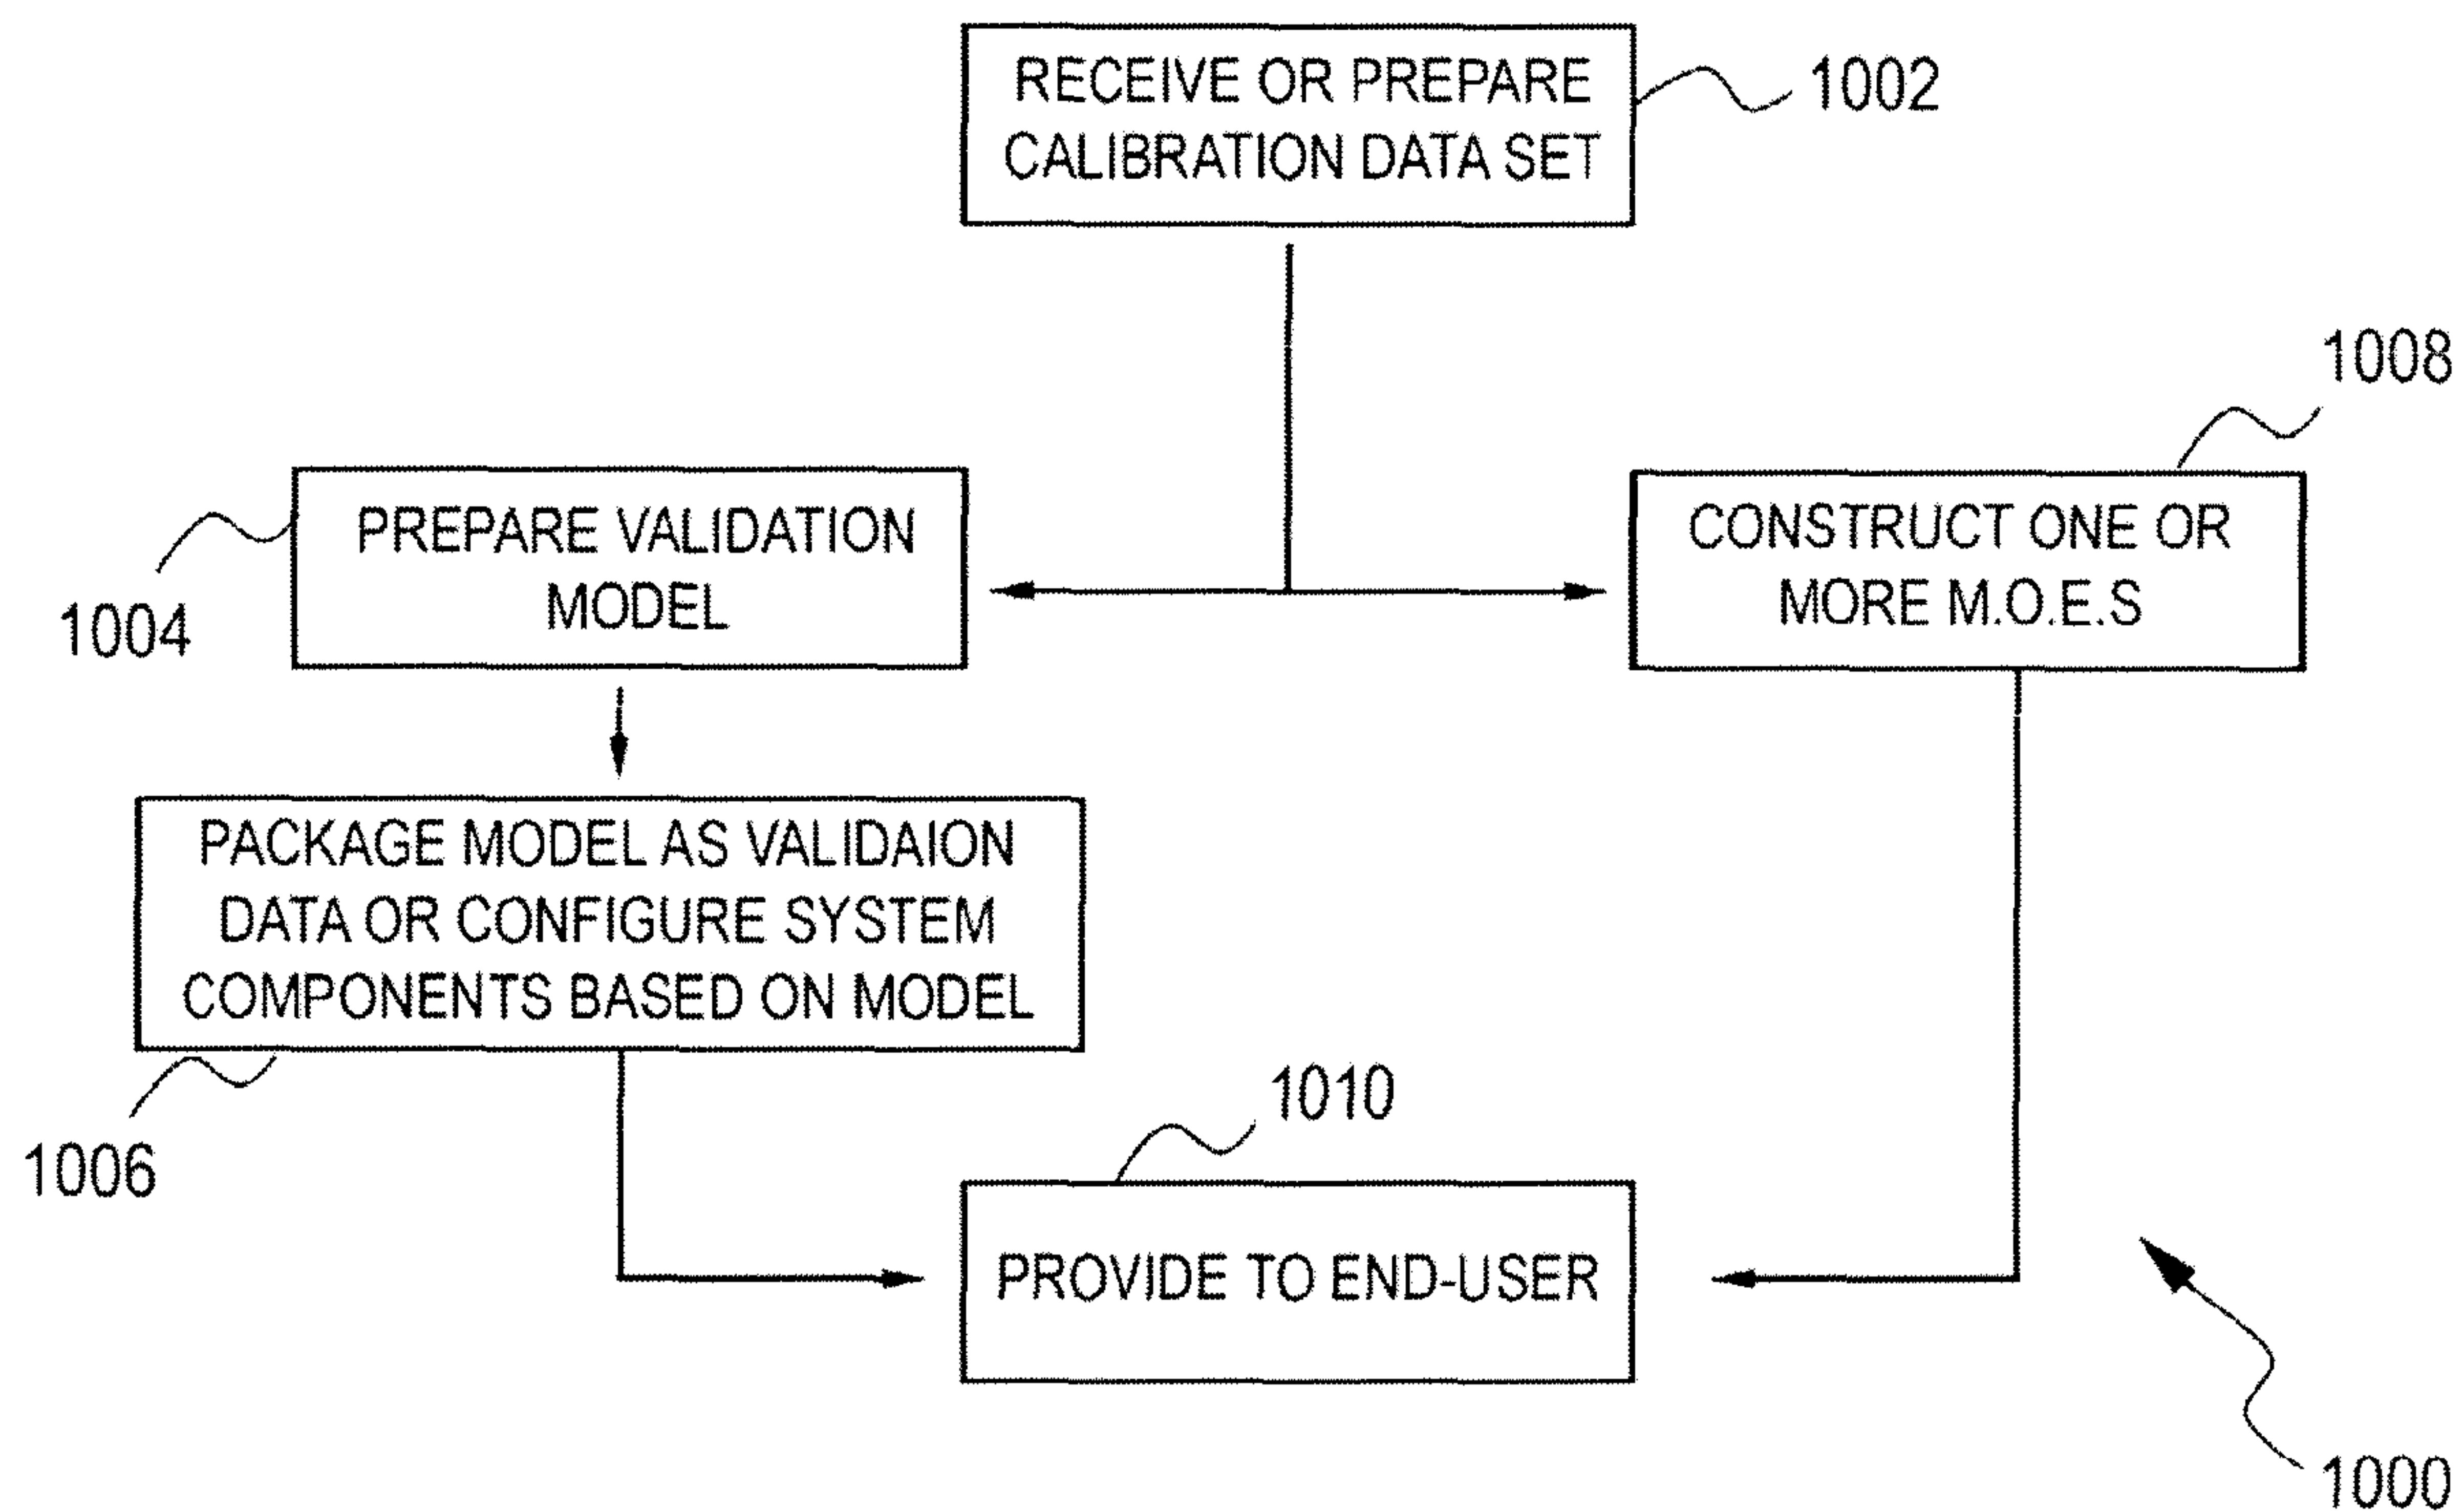 RECEIVE OR PREPARE
CALIBRATION DATA SET
1002
1008
PREPARE VALIDATION
MODEL
1004
CONSTRUCT ONE OR
MORE M.O.E.S
PACKAGE MODEL AS VALIDAION
DATA OR CONFIGURE SYSTEM
COMPONENTS BASED ON MODEL
1006
1010
PROVIDE TO END-USER
1000